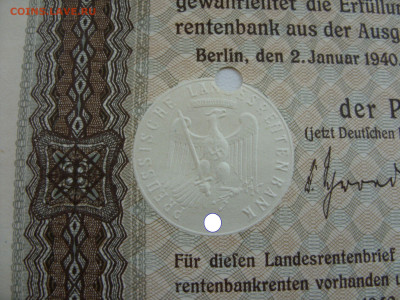 COINSSLAVE.RU
gewährleistet die Erfüllun
rentenbank aus der Ausg
Berlin, den 2. Januar 1940.
PREUSSISCHE LANDESRENTENBANK
der P
(jetzt Deutschen
Für diesen Landesrentenbrief
rentenbankrenten vorhanden u